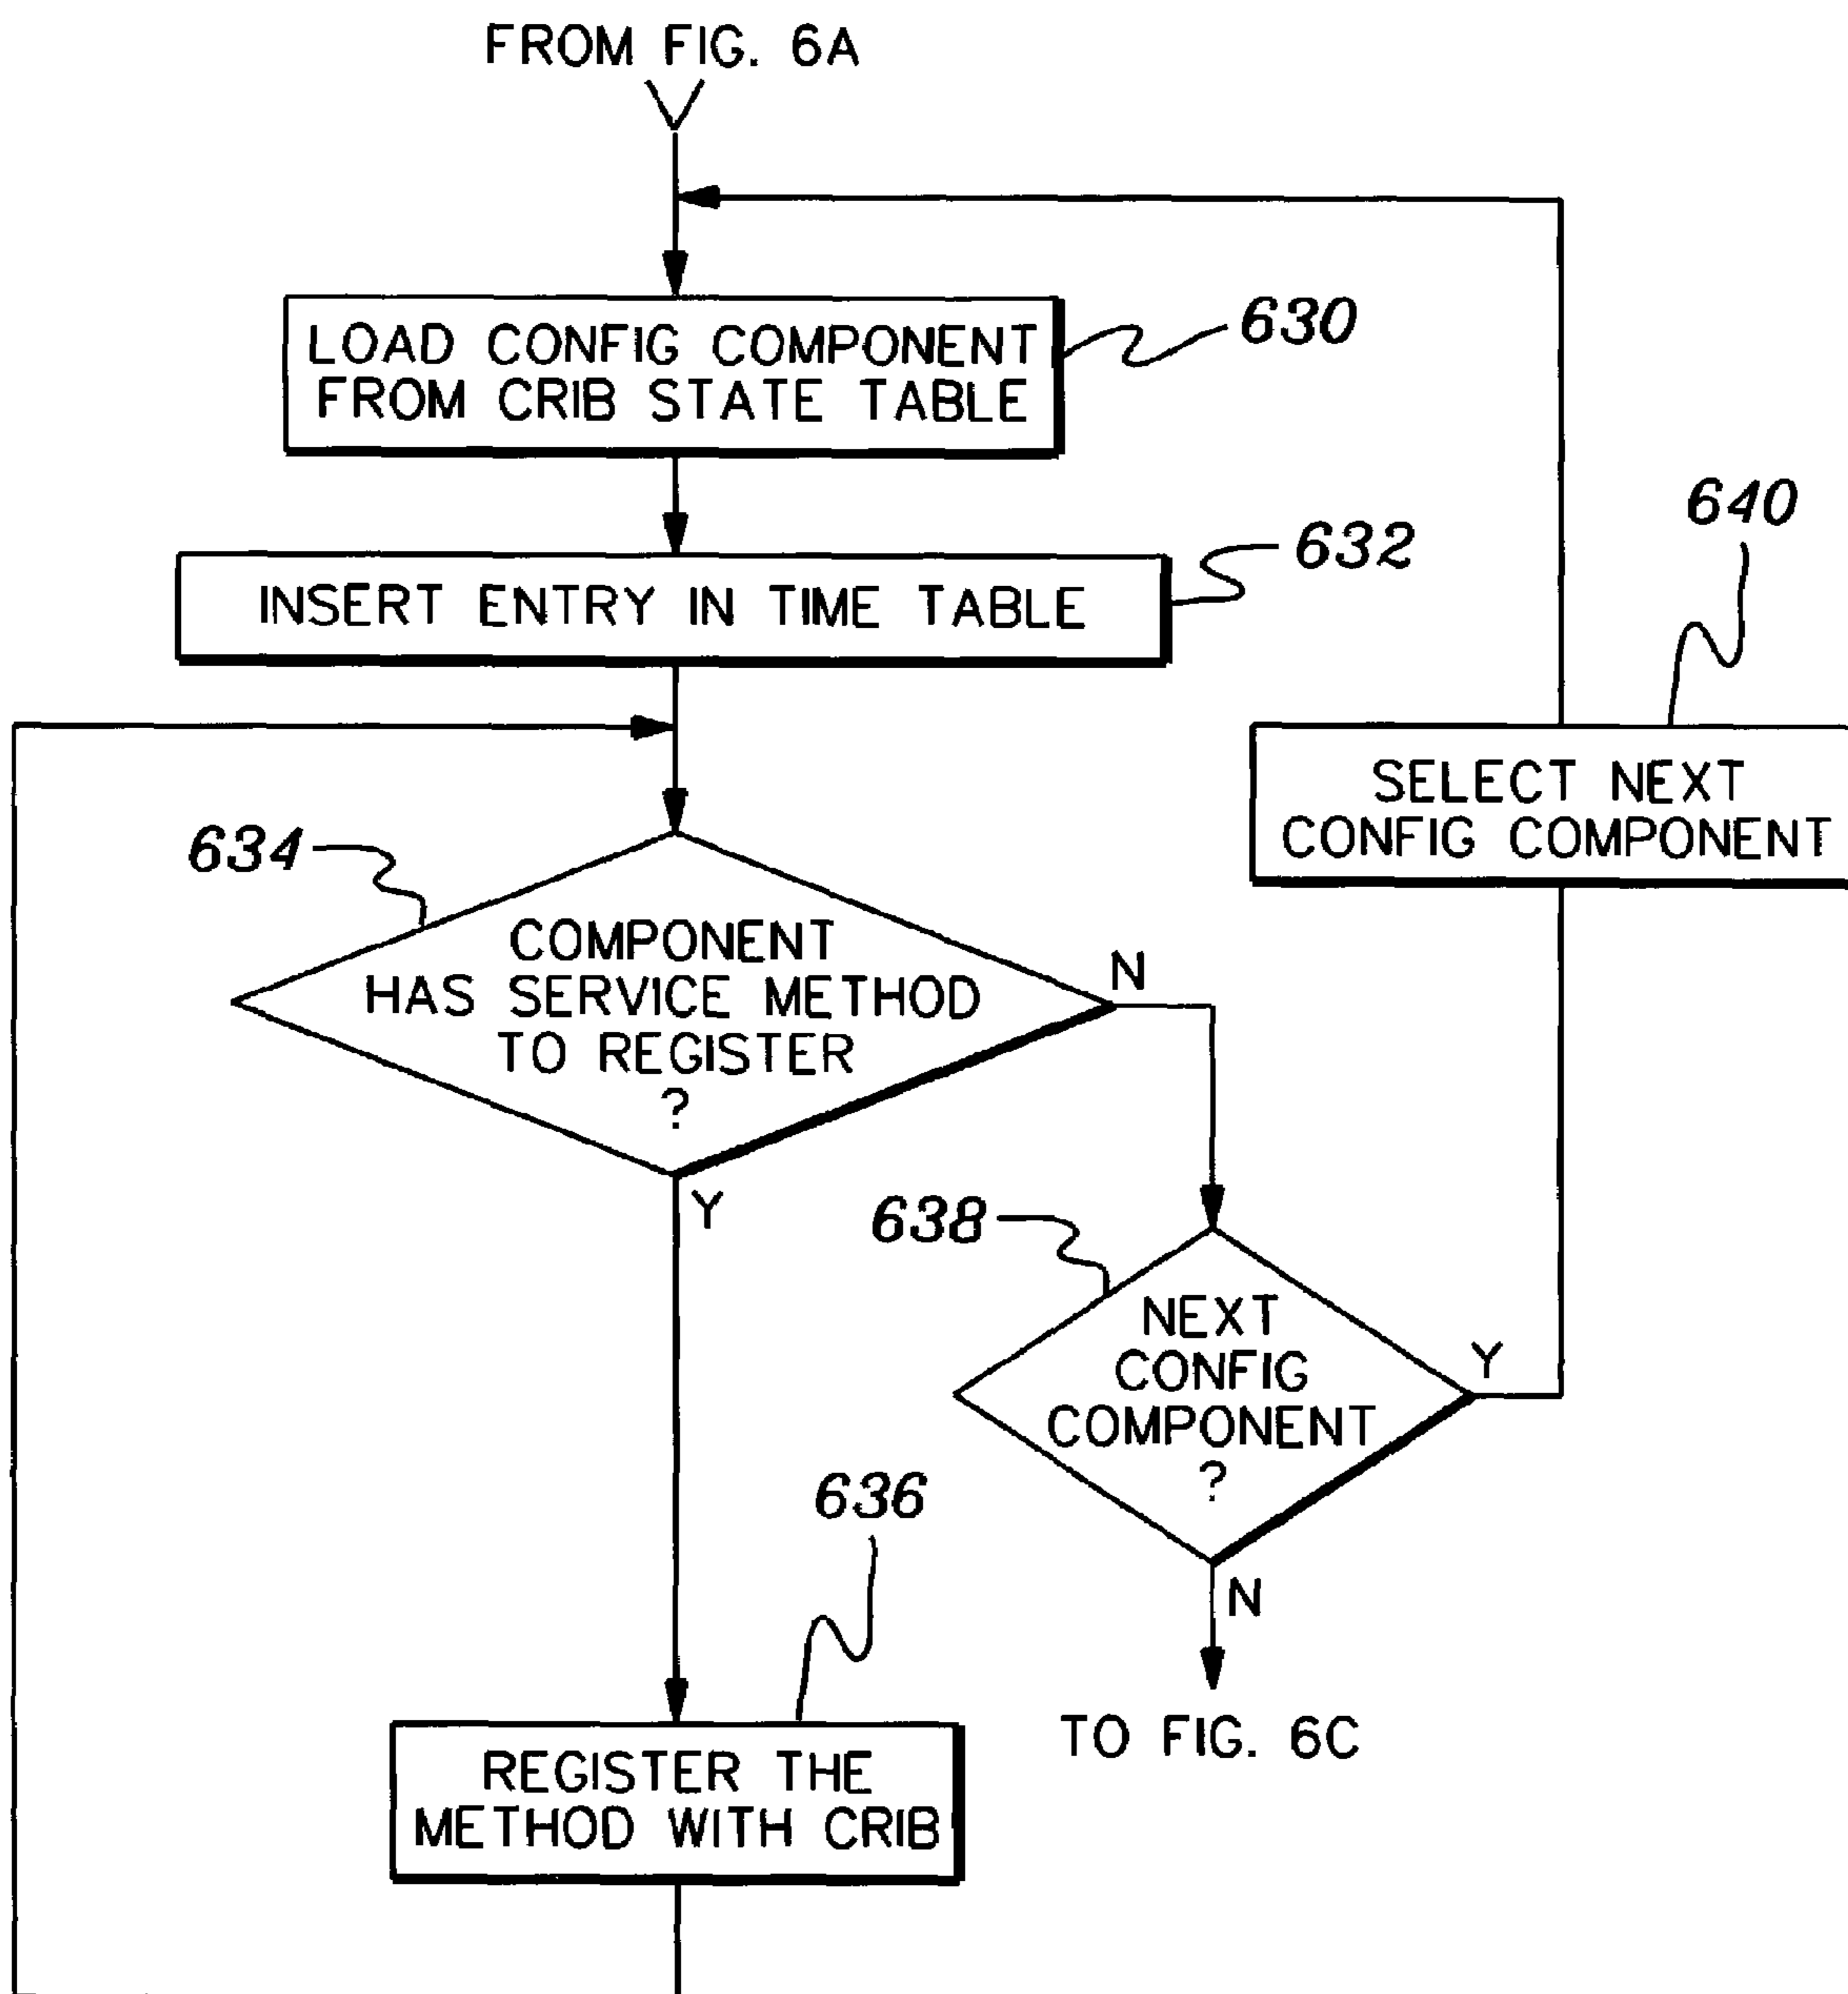 FROM FIG. 6A
LOAD CONFIG COMPONENT
FROM CRIB STATE TABLE
630
INSERT ENTRY IN TIME TABLE
632
640
SELECT NEXT
CONFIG COMPONENT
634
COMPONENT
HAS SERVICE METHOD
TO REGISTER
?
N
Y
638
NEXT
CONFIG
COMPONENT
?
Y
N
TO FIG. 6C
636
REGISTER THE
METHOD WITH CRIB